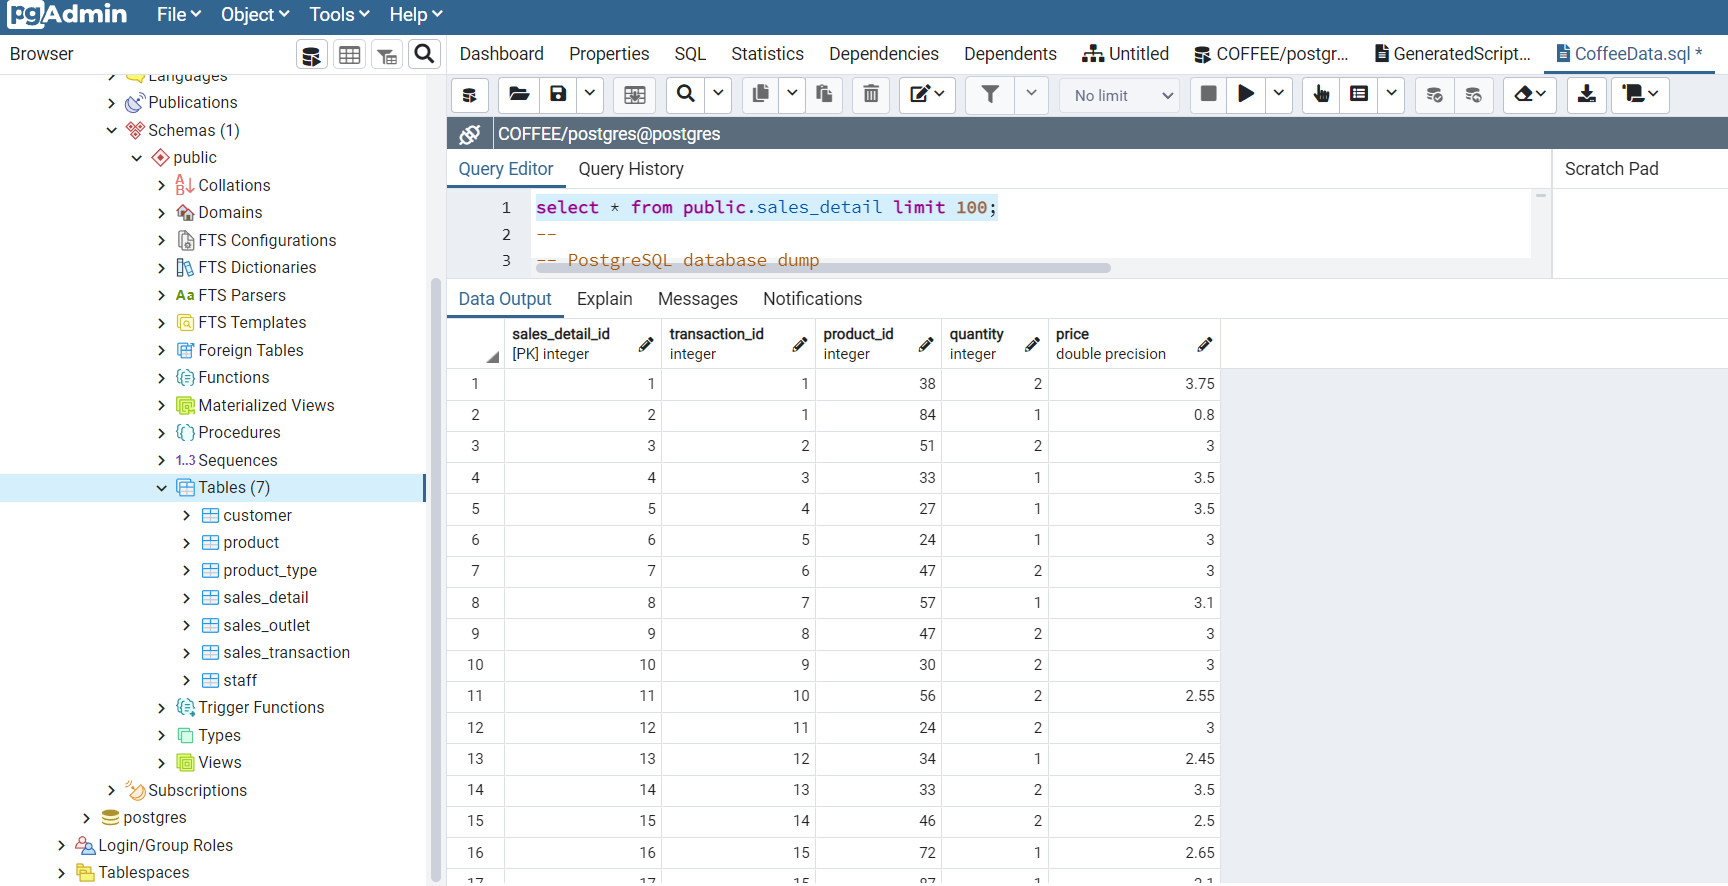 pgAdmin File Object Tools Help
Browser
Languages
Publications
Schemas (1)
public
Collations
Domains
FTS Configurations
FTS Dictionaries
Aa FTS Parsers
FTS Templates
Foreign Tables
Functions
Materialized Views
Procedures
1..3 Sequences
Tables (7)
customer
product
product_type
sales_detail
sales_outlet
sales_transaction
staff
Trigger Functions
Types
Views
Subscriptions
postgres
Login/Group Roles
Tablespaces
Dashboard Properties SQL Statistics Dependencies Dependents Untitled COFFEE/postgr... GeneratedScript... CoffeeData.sql *
No limit
COFFEE/postgres@postgres
Query Editor Query History
Scratch Pad
1 select * from public.sales_detail limit 100;
2 --
3 -- PostgreSQL database dump
Data Output Explain Messages Notifications
sales_detail_id transaction_id product_id quantity price
[PK] integer integer integer integer double precision
1 1 1 38 2 3.75
2 2 1 84 1 0.8
3 3 2 51 2 3
4 4 3 33 1 3.5
5 5 4 27 1 3.5
6 6 5 24 1 3
7 7 6 47 2 3
8 8 7 57 1 3.1
9 9 8 47 2 3
10 10 9 30 2 3
11 11 10 56 2 2.55
12 12 11 24 2 3
13 13 12 34 1 2.45
14 14 13 33 2 3.5
15 15 14 46 2 2.5
16 16 15 72 1 2.65
17 17 15 87 1 2.1